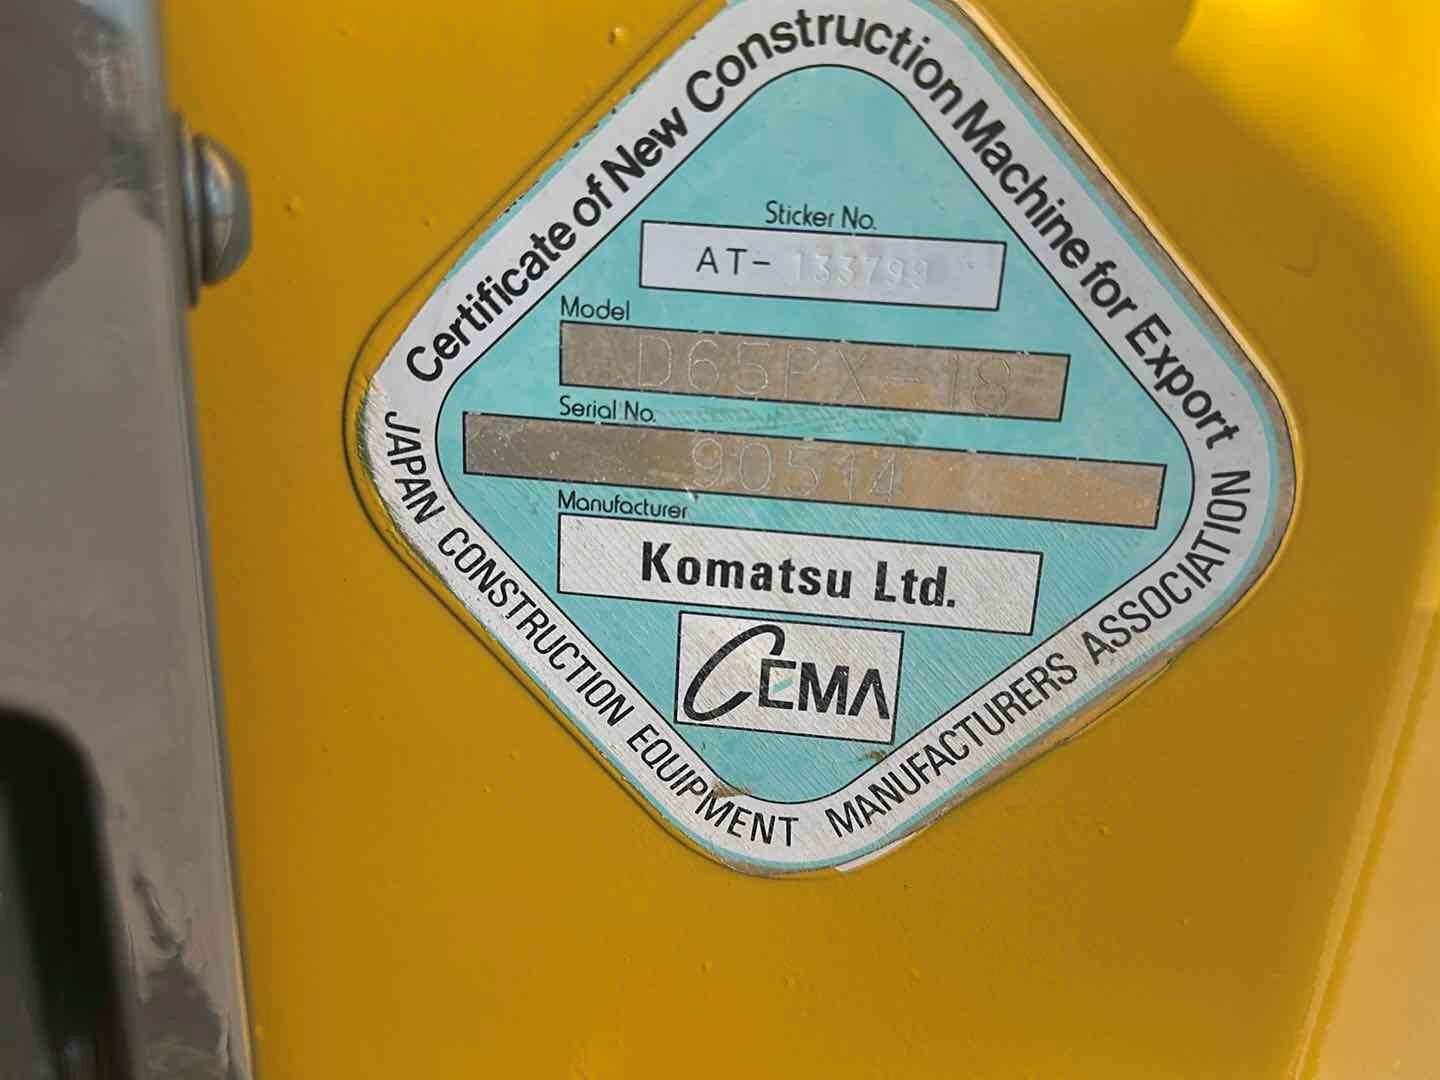 Certificate of New Construction Machine for Export
Sticker No.
AT-133799
Model
D65PX-18
Serial No.
90514
Manufacturer
Komatsu Ltd.
CEMA
JAPAN CONSTRUCTION EQUIPMENT MANUFACTURERS ASSOCIATION